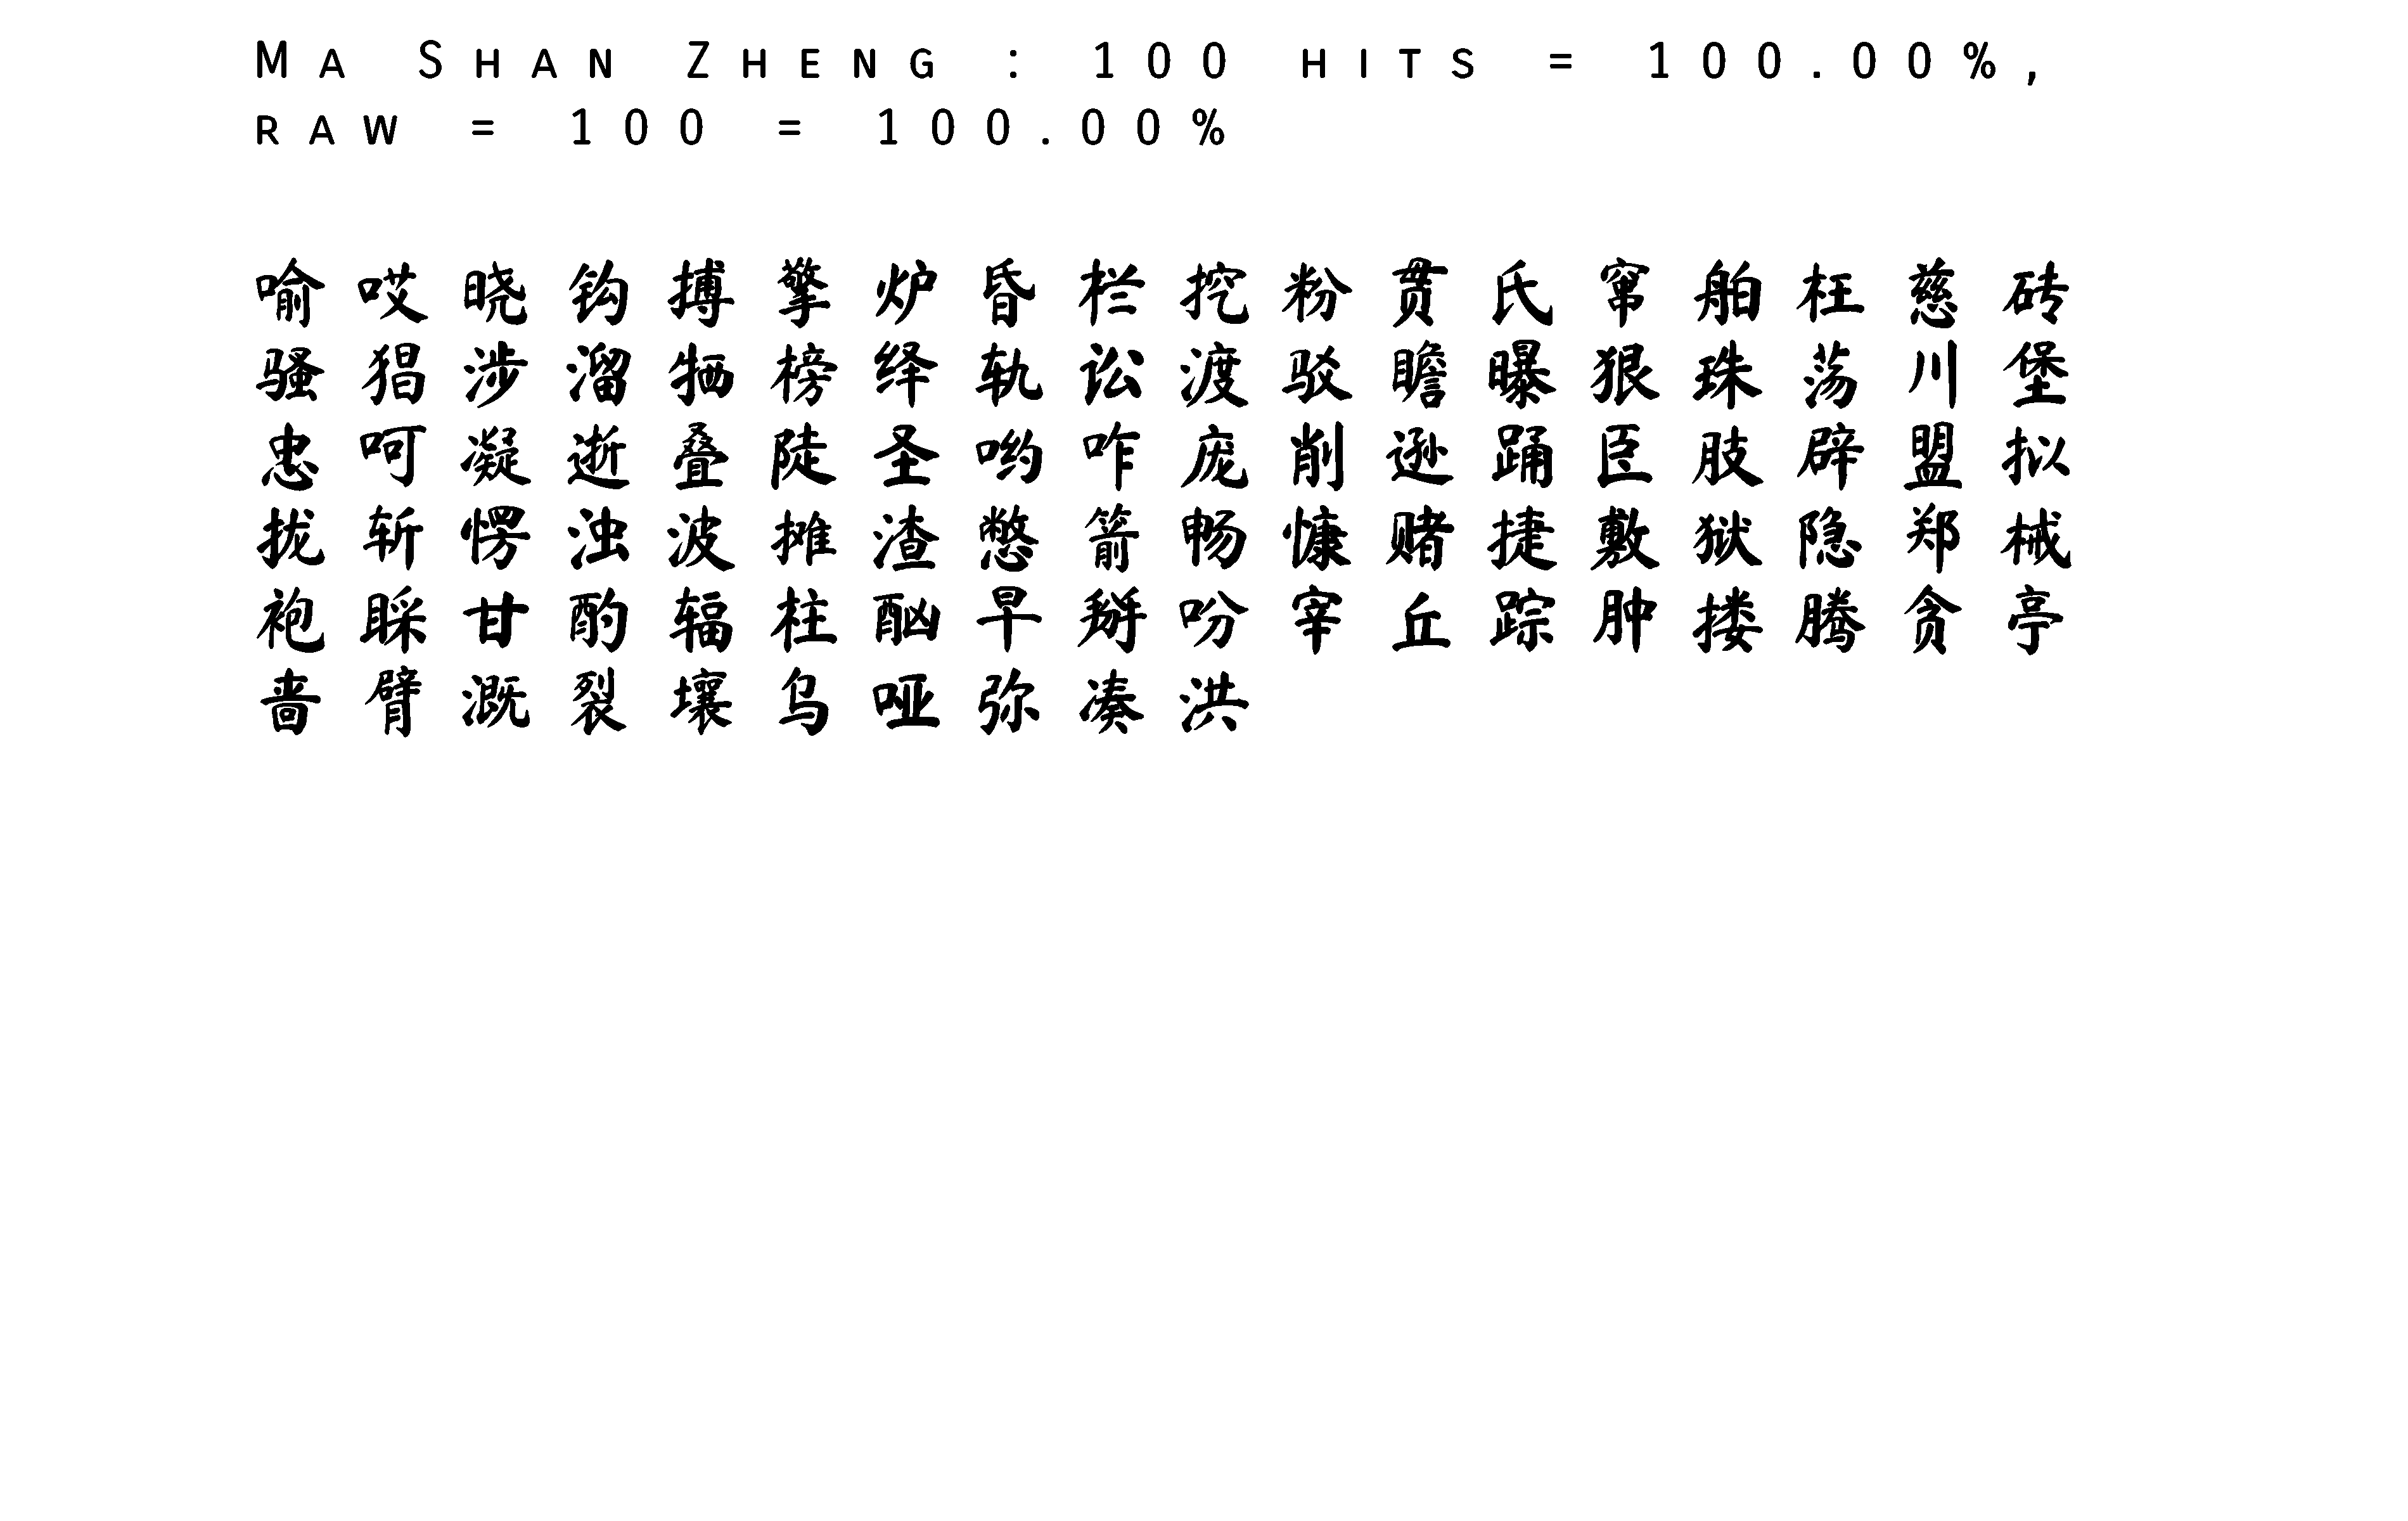 Ma Shan Zheng : 100 hits = 100.00%,
raw = 100 = 100.00%
喻哎晓钩搏擎炉昏栏挖粉贯氏窜舶枉慈砖
骚猖涉溜牺榜绎轨讼渡驳瞻曝狠珠荡川堡
忠呵凝逝叠陡圣哟咋庞削逊踊臣肢辟盟拟
拢斩愣浊波摊渣憋箭畅慷赌捷敷狱隐郑械
袍睬甘酌辐柱酗旱掰吩宰丘踪肿搂腾贪亭
啬臂溉裂壤乌哑弥凑洪